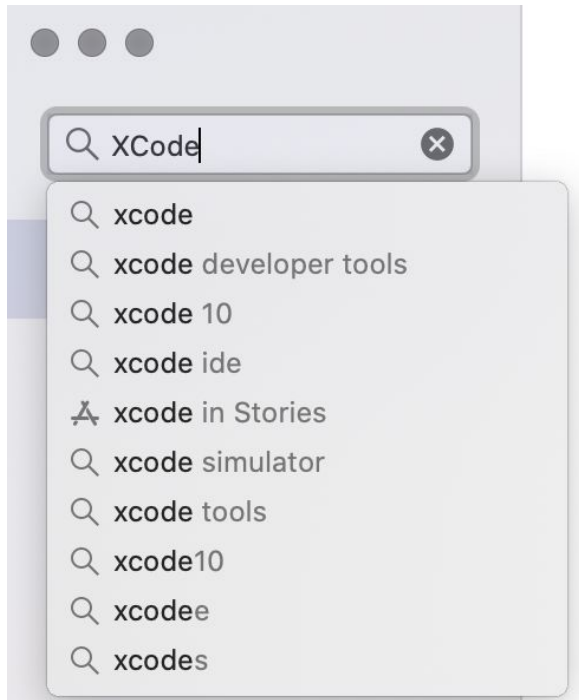 XCode
xcode
xcode developer tools
xcode 10
xcode ide
xcode in Stories
xcode simulator
xcode tools
xcode10
xcodee
xcodes